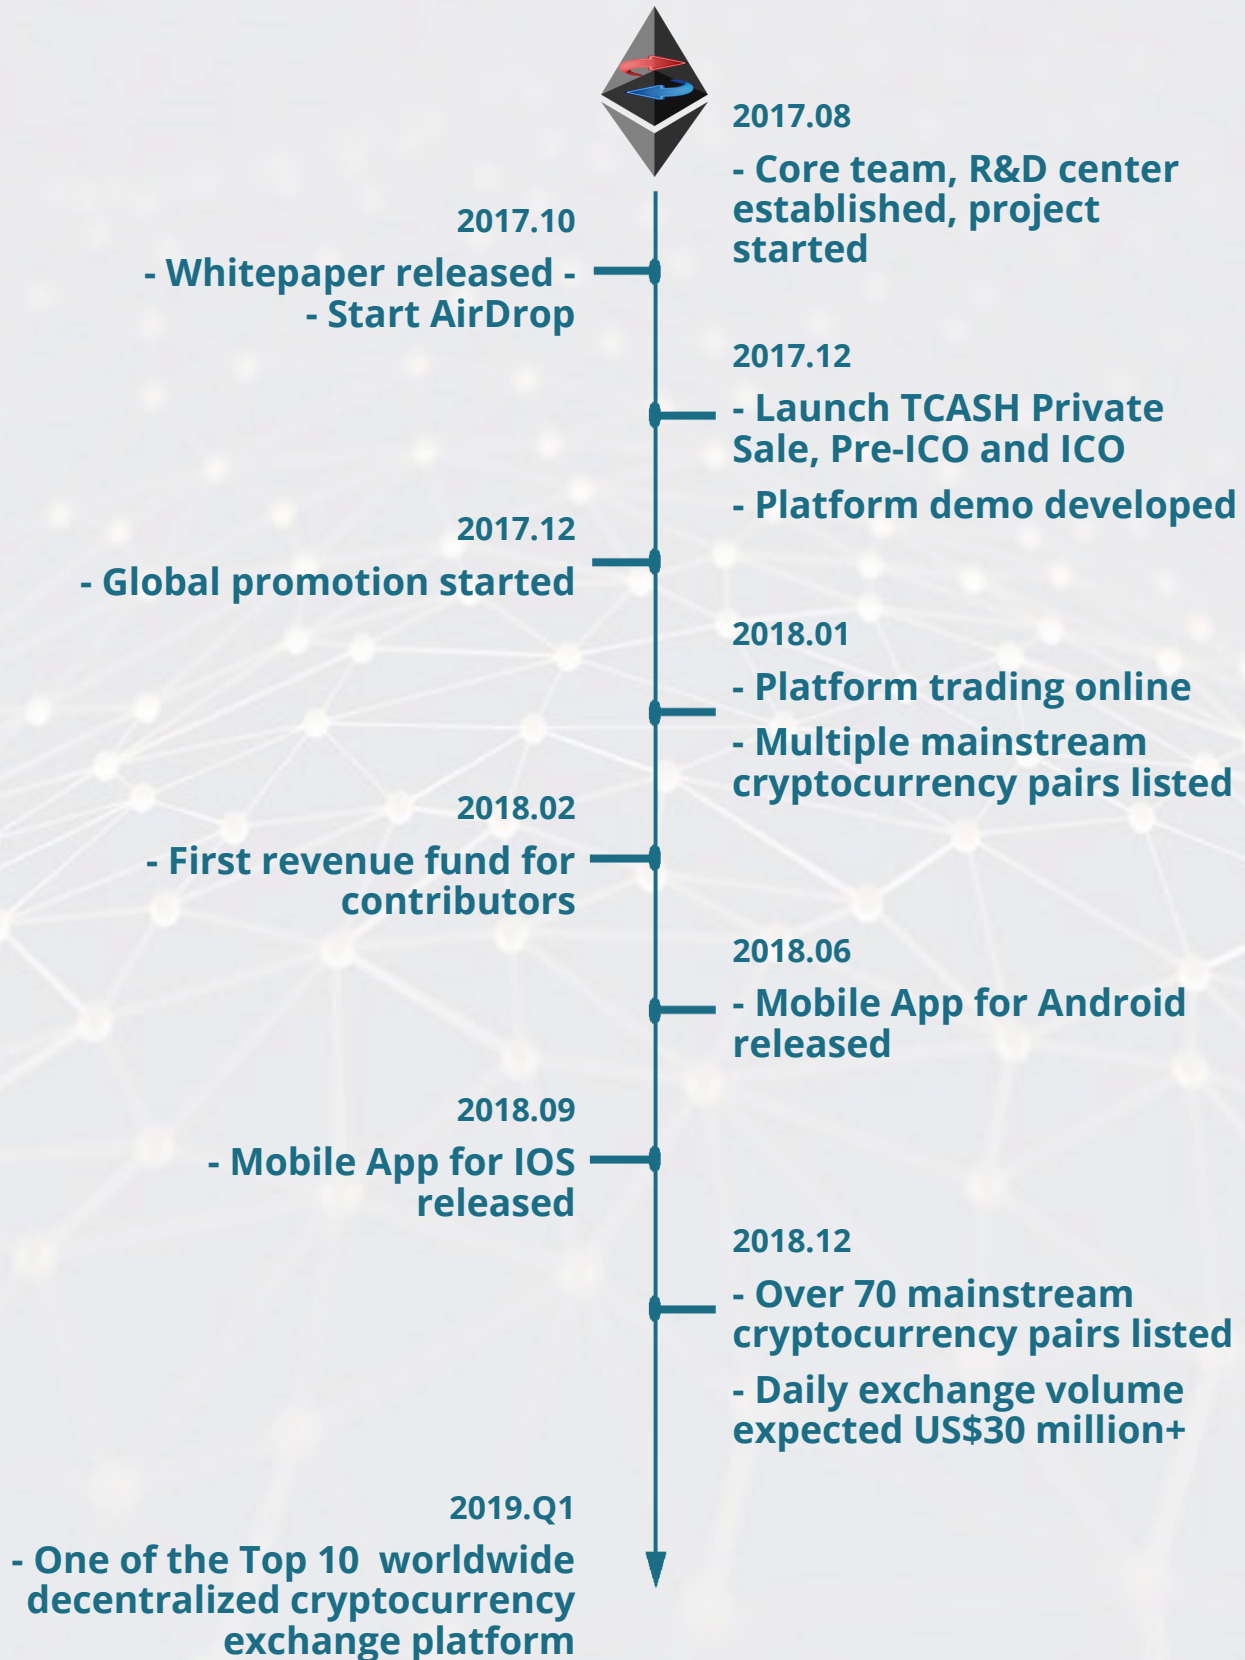 2017.08
- Core team, R&D center
established, project
started
2017.10
- Whitepaper released -
- Start AirDrop
2017.12
- Launch TCASH Private
Sale, Pre-ICO and ICO
- Platform demo developed
2017.12
- Global promotion started
2018.01
- Platform trading online
- Multiple mainstream
cryptocurrency pairs listed
2018.02
- First revenue fund for
contributors
2018.06
- Mobile App for Android
released
2018.09
- Mobile App for IOS
released
2018.12
- Over 70 mainstream
cryptocurrency pairs listed
- Daily exchange volume
expected US$30 million+
2019.Q1
- One of the Top 10  worldwide
decentralized cryptocurrency
exchange platform